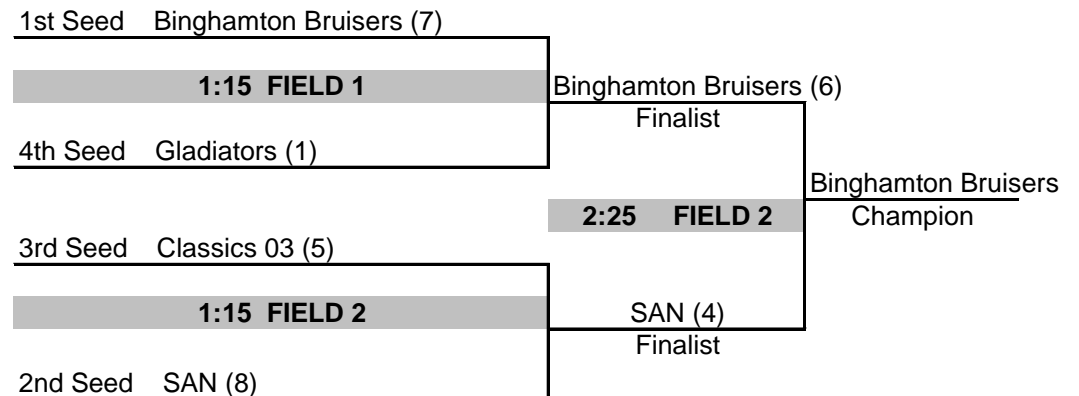 1st Seed Binghamton Bruisers (7)
1:15 FIELD 1
Binghamton Bruisers (6)
Finalist
4th Seed Gladiators (1)
Binghamton Bruisers
2:25 FIELD 2
Champion
3rd Seed Classics 03 (5)
1:15 FIELD 2
SAN (4)
Finalist
2nd Seed SAN (8)